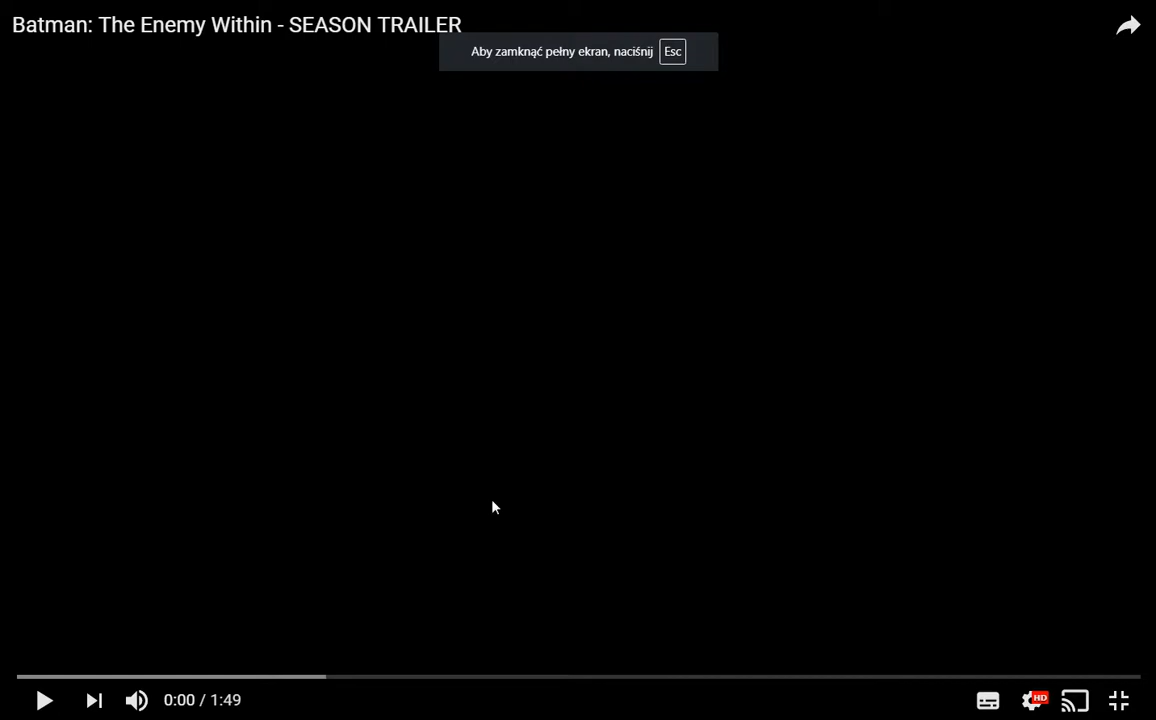 Batman: The Enemy Within - SEASON TRAILER
Aby zamknąć pełny ekran, naciśnij Esc
0:00 / 1:49
HD